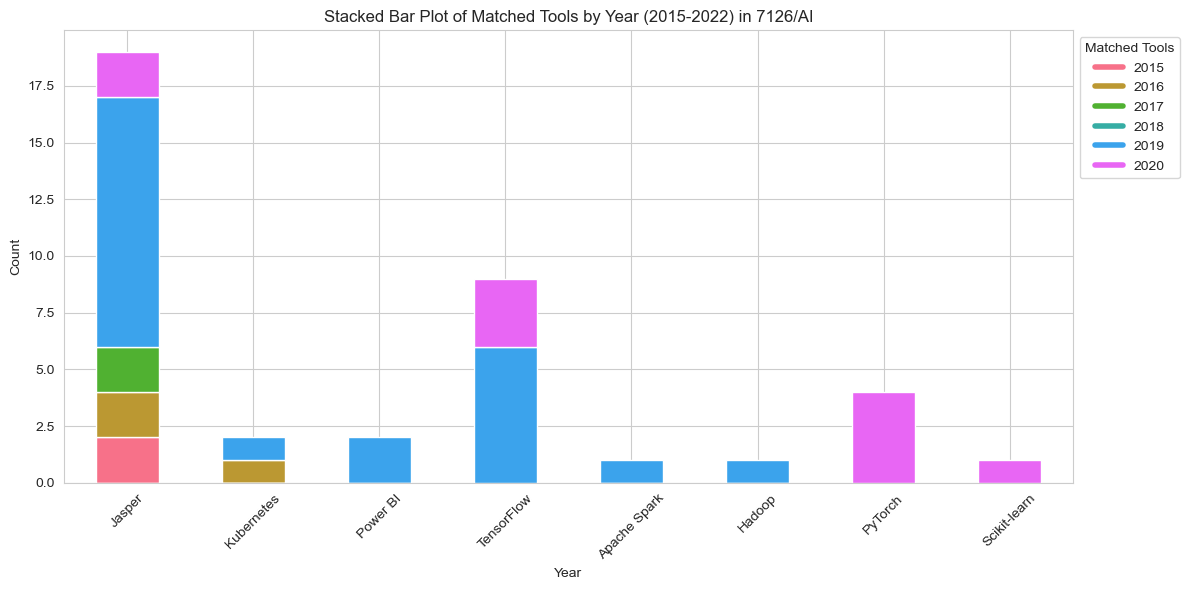 Stacked Bar Plot of Matched Tools by Year (2015-2022) in 7126/AI
Matched Tools
2015
2016
2017
2018
2019
2020
Count
17.5
15.0
12.5
10.0
7.5
5.0
2.5
0.0
Jasper
Kubernetes
Power BI
TensorFlow
Apache Spark
Hadoop
PyTorch
Scikit-learn
Year